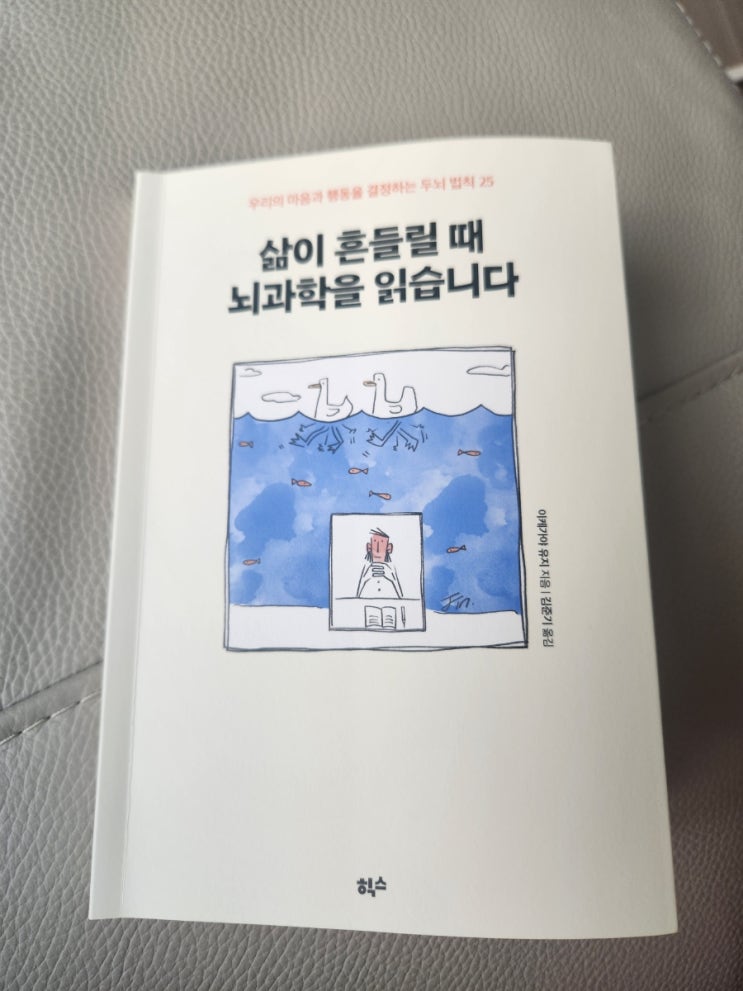 우리의 마음과 행동을 결정하는 두뇌 법칙 25
삶이 흔들릴 때
뇌과학을 읽습니다
이케가야 유지 지음 | 김준기 옮김
Jin.
힉스